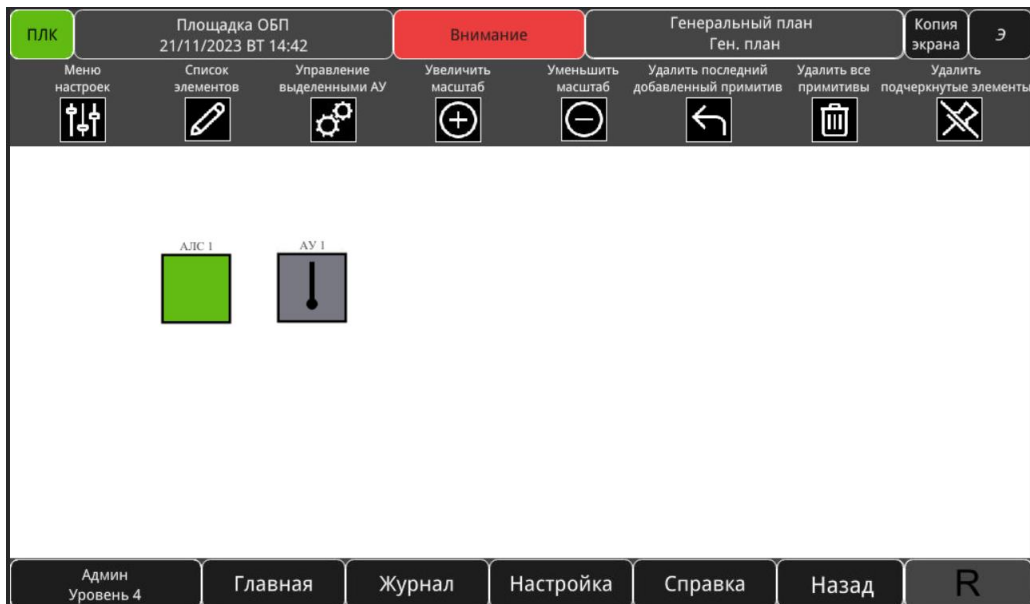 ПЛК
Площадка ОБП
21/11/2023 ВТ 14:42
Внимание
Генеральный план
Ген. план
Копия
экрана
Э
Меню
настроек
Список
элементов
Управление
выделенными АУ
Увеличить
масштаб
Уменьшить
масштаб
Удалить последний
добавленный примитив
Удалить все
примитивы
Удалить
подчеркнутые элементы
АЛС 1
АУ 1
Админ
Уровень 4
Главная
Журнал
Настройка
Справка
Назад
R